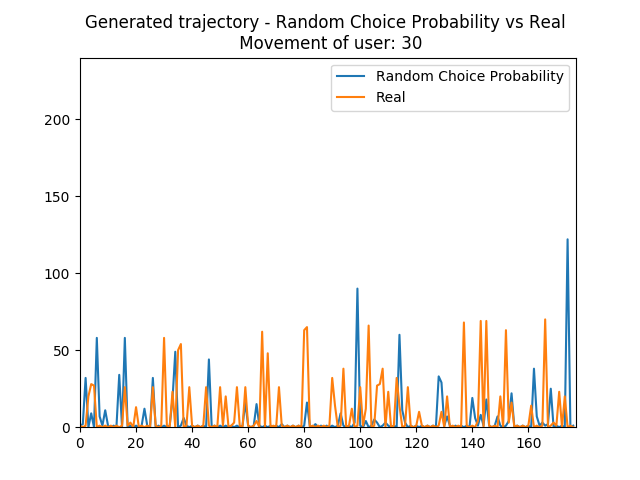 Generated trajectory - Random Choice Probability vs Real
Movement of user: 30
Random Choice Probability
Real
200
150
100
50
0
0 20 40 60 80 100 120 140 160